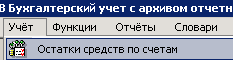 В Бухгалтерский учет с архивом отчетн
Учёт Функции Отчёты Словари
Остатки средств по счетам